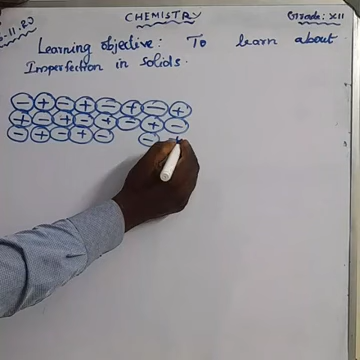 CHEMISTRY
Grade: XII
Learning objective: To learn about
Imperfection in solids.
− + − + − + − +
+ − + − + − + −
− + − + − − +